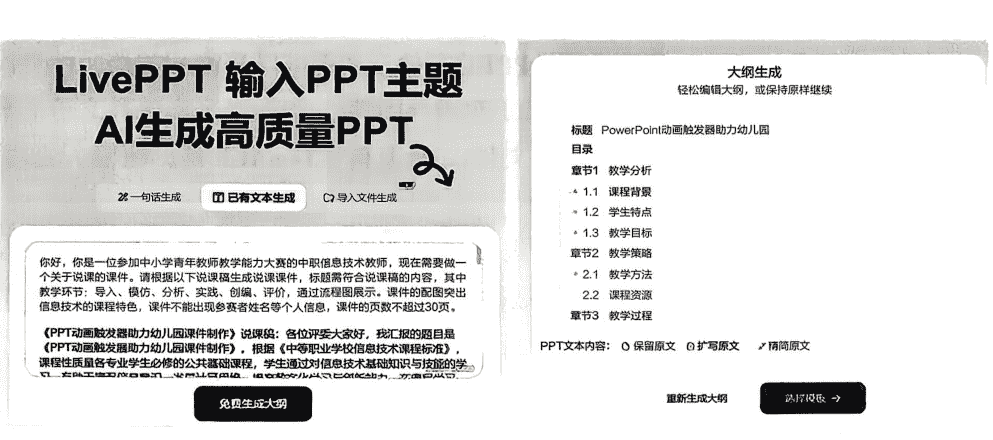 LivePPT 输入PPT主题
AI生成高质量PPT
一句话生成
已有文本生成
导入文件生成
你好，你是一位参加中小学青年教师教学能力大赛的中职信息技术教师，现在需要做一
个关于说课的课件。请根据以下说课稿生成说课课件，标题需符合说课稿的内容，其中
教学环节：导入、模仿、分析、实践、创编、评价，通过流程图展示。课件的配图突出
信息技术的课程特色，课件不能出现参赛者姓名等个人信息，课件的页数不超过30页。
《PPT动画触发器助力幼儿园课件制作》说课稿：各位评委大家好，我汇报的题目是
《PPT动画触发器助力幼儿园课件制作》，根据《中等职业学校信息技术课程标准》，
课程性质是各专业学生必修的公共基础课程，学生通过对信息技术基础知识与技能的学
免费生成大纲
大纲生成
轻松编辑大纲，或保持原样继续
标题 PowerPoint动画触发器助力幼儿园
目录
章节1 教学分析
1.1 课程背景
1.2 学生特点
1.3 教学目标
章节2 教学策略
2.1 教学方法
2.2 课程资源
章节3 教学过程
PPT文本内容： 保留原文 扩写原文 精简原文
重新生成大纲
选择模板 →